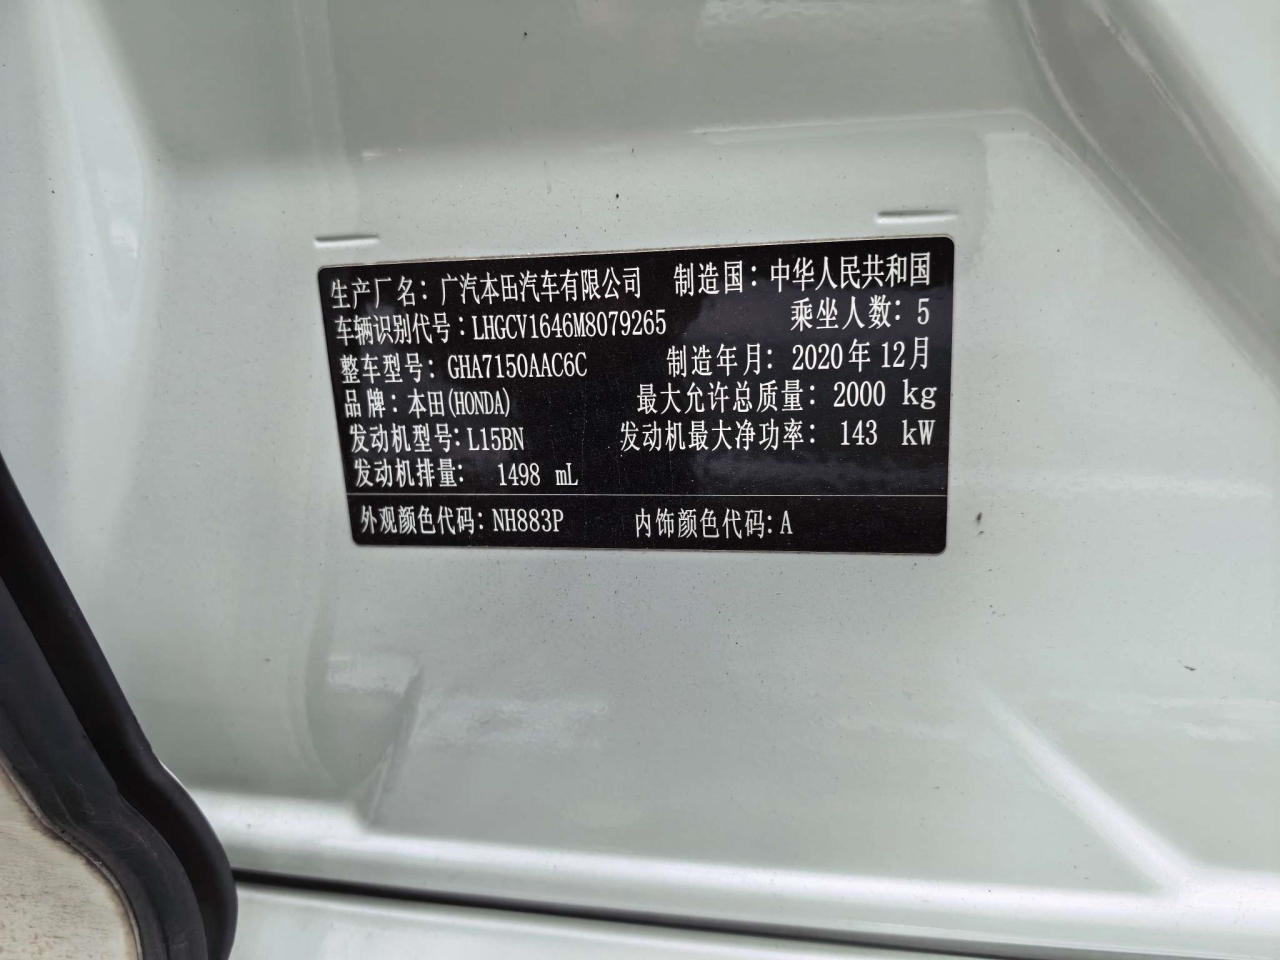 生产厂名：广汽本田汽车有限公司 制造国：中华人民共和国
车辆识别代号：LHGCV1646M8079265 乘坐人数：5
整车型号：GHA7150AAC6C 制造年月：2020年12月
品牌：本田(HONDA) 最大允许总质量：2000 kg
发动机型号：L15BN 发动机最大净功率：143 kW
发动机排量： 1498 mL
外观颜色代码：NH883P 内饰颜色代码：A